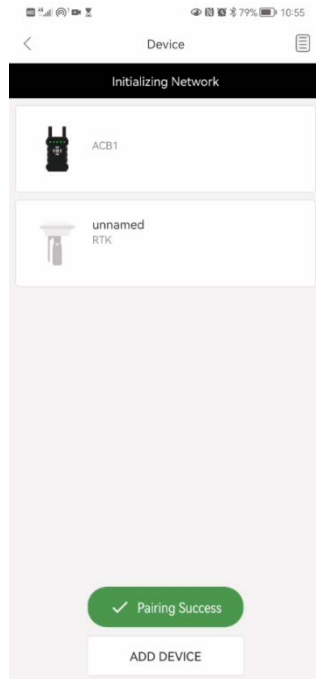 79% 10:55
Device
Initializing Network
ACB1
unnamed
RTK
Pairing Success
ADD DEVICE